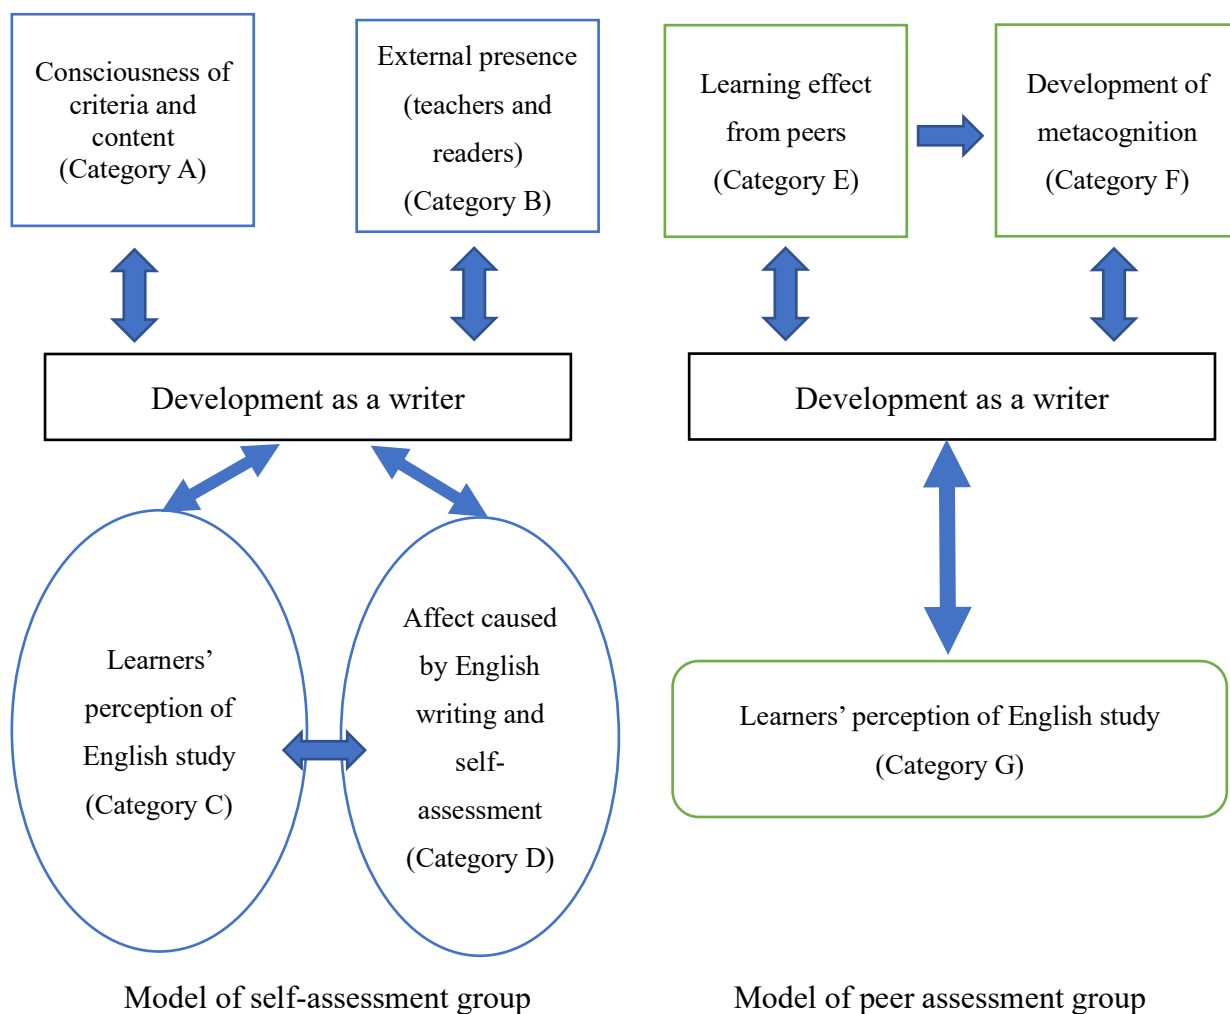 Consciousness of
criteria and
content
(Category A)
External presence
(teachers and
readers)
(Category B)
Learning effect
from peers
(Category E)
Development of
metacognition
(Category F)
Development as a writer
Development as a writer
Learners’
perception of
English study
(Category C)
Affect caused
by English
writing and
self-
assessment
(Category D)
Learners’ perception of English study
(Category G)
Model of self-assessment group
Model of peer assessment group